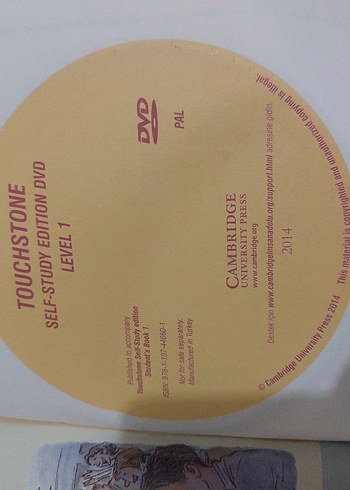 TOUCHSTONE
SELF-STUDY EDITION DVD
LEVEL 1
DVD
PAL
Published to accompany
Touchstone Self-Study edition
Student's Book 1.
ISBN: 978-1-107-44660-1
Not for sale separately.
Manufactured in Turkey
CAMBRIDGE
UNIVERSITY PRESS
www.cambridge.org
Destek için www.cambridgelmsanadolu.org/support.html adresine gidin.
2014
© Cambridge University Press 2014 This material is copyrighted and unauthorized copying is illegal.